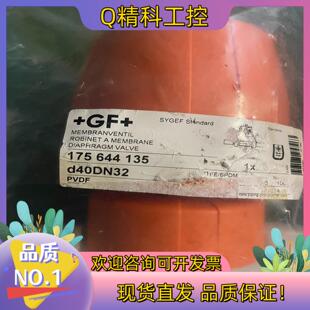 Q精科工控
+GF+
SYGEF Standard
MEMBRANVENTIL
ROBINET A MEMBRANE
DIAPHRAGM VALVE
175 644 135
1x
d40DN32
PVDF
品质
NO.1
欢迎咨询可开发票
现货直发 品质保证!